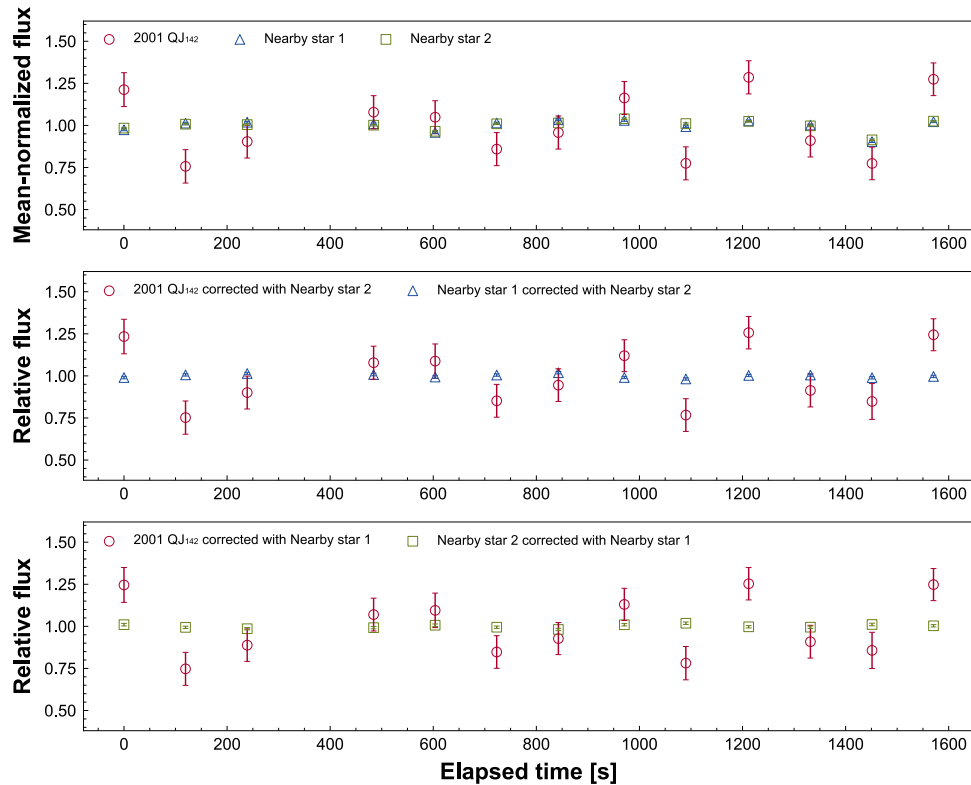 Mean-normalized flux
2001 QJ₁₄₂ Nearby star 1 Nearby star 2
1.50
1.25
1.00
0.75
0.50
0 200 400 600 800 1000 1200 1400 1600
Relative flux
2001 QJ₁₄₂ corrected with Nearby star 2 Nearby star 1 corrected with Nearby star 2
1.50
1.25
1.00
0.75
0.50
0 200 400 600 800 1000 1200 1400 1600
Relative flux
2001 QJ₁₄₂ corrected with Nearby star 1 Nearby star 2 corrected with Nearby star 1
1.50
1.25
1.00
0.75
0.50
0 200 400 600 800 1000 1200 1400 1600
Elapsed time [s]